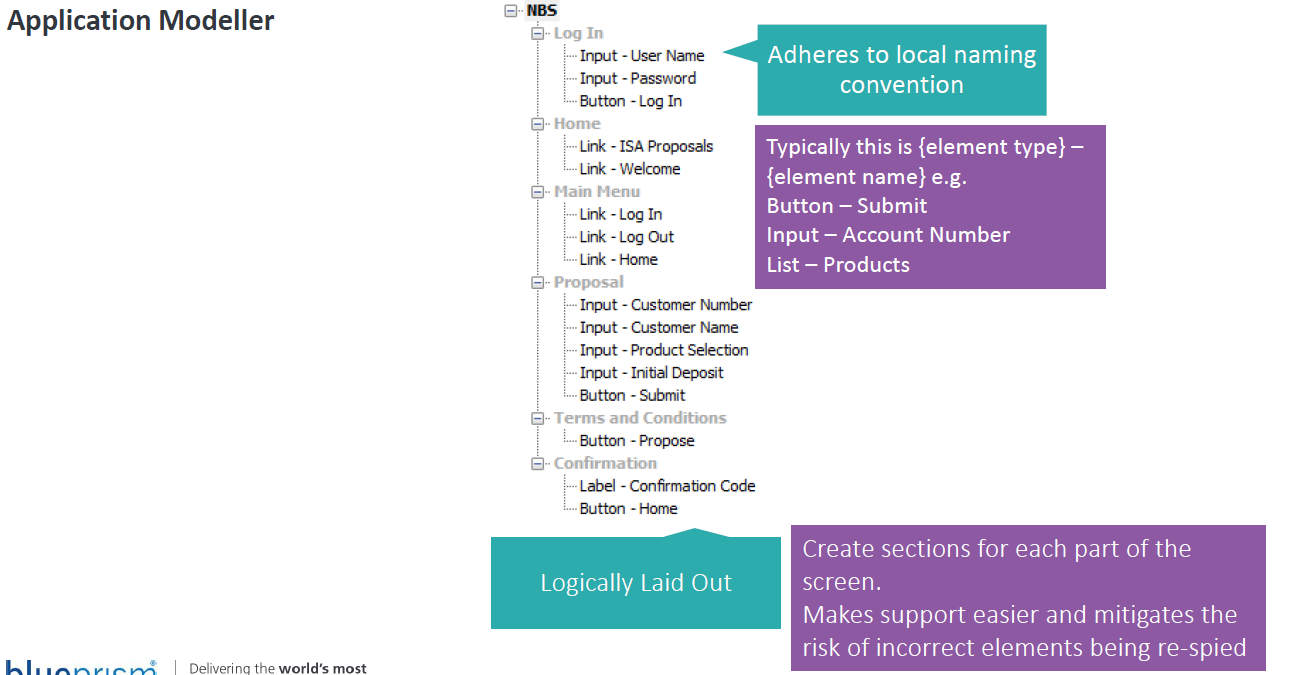 Application Modeller
NBS
Log In
Input - User Name
Input - Password
Button - Log In
Home
Link - ISA Proposals
Link - Welcome
Main Menu
Link - Log In
Link - Log Out
Link - Home
Proposal
Input - Customer Number
Input - Customer Name
Input - Product Selection
Input - Initial Deposit
Button - Submit
Terms and Conditions
Button - Propose
Confirmation
Label - Confirmation Code
Button - Home
Adheres to local naming
convention
Typically this is {element type} –
{element name} e.g.
Button – Submit
Input – Account Number
List – Products
Logically Laid Out
Create sections for each part of the
screen.
Makes support easier and mitigates the
risk of incorrect elements being re-spied
blueprism®
Delivering the world's most